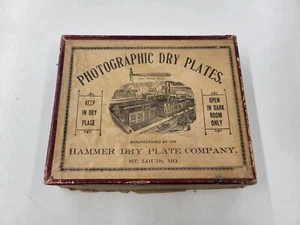 PHOTOGRAPHIC DRY PLATES.
KEEP
IN DRY
PLACE
OPEN
IN DARK
ROOM
ONLY
MANUFACTURED BY THE
HAMMER DRY PLATE COMPANY,
ST. LOUIS, MO.